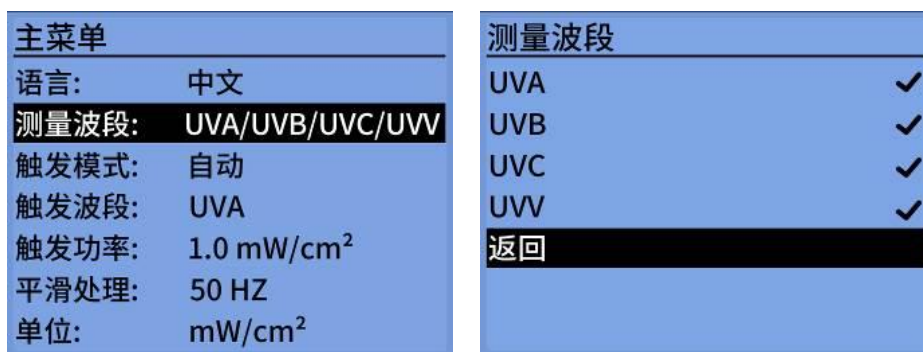 主菜单
语言: 中文
测量波段: UVA/UVB/UVC/UVV
触发模式: 自动
触发波段: UVA
触发功率: 1.0 mW/cm²
平滑处理: 50 HZ
单位: mW/cm²
测量波段
UVA
UVB
UVC
UVV
返回